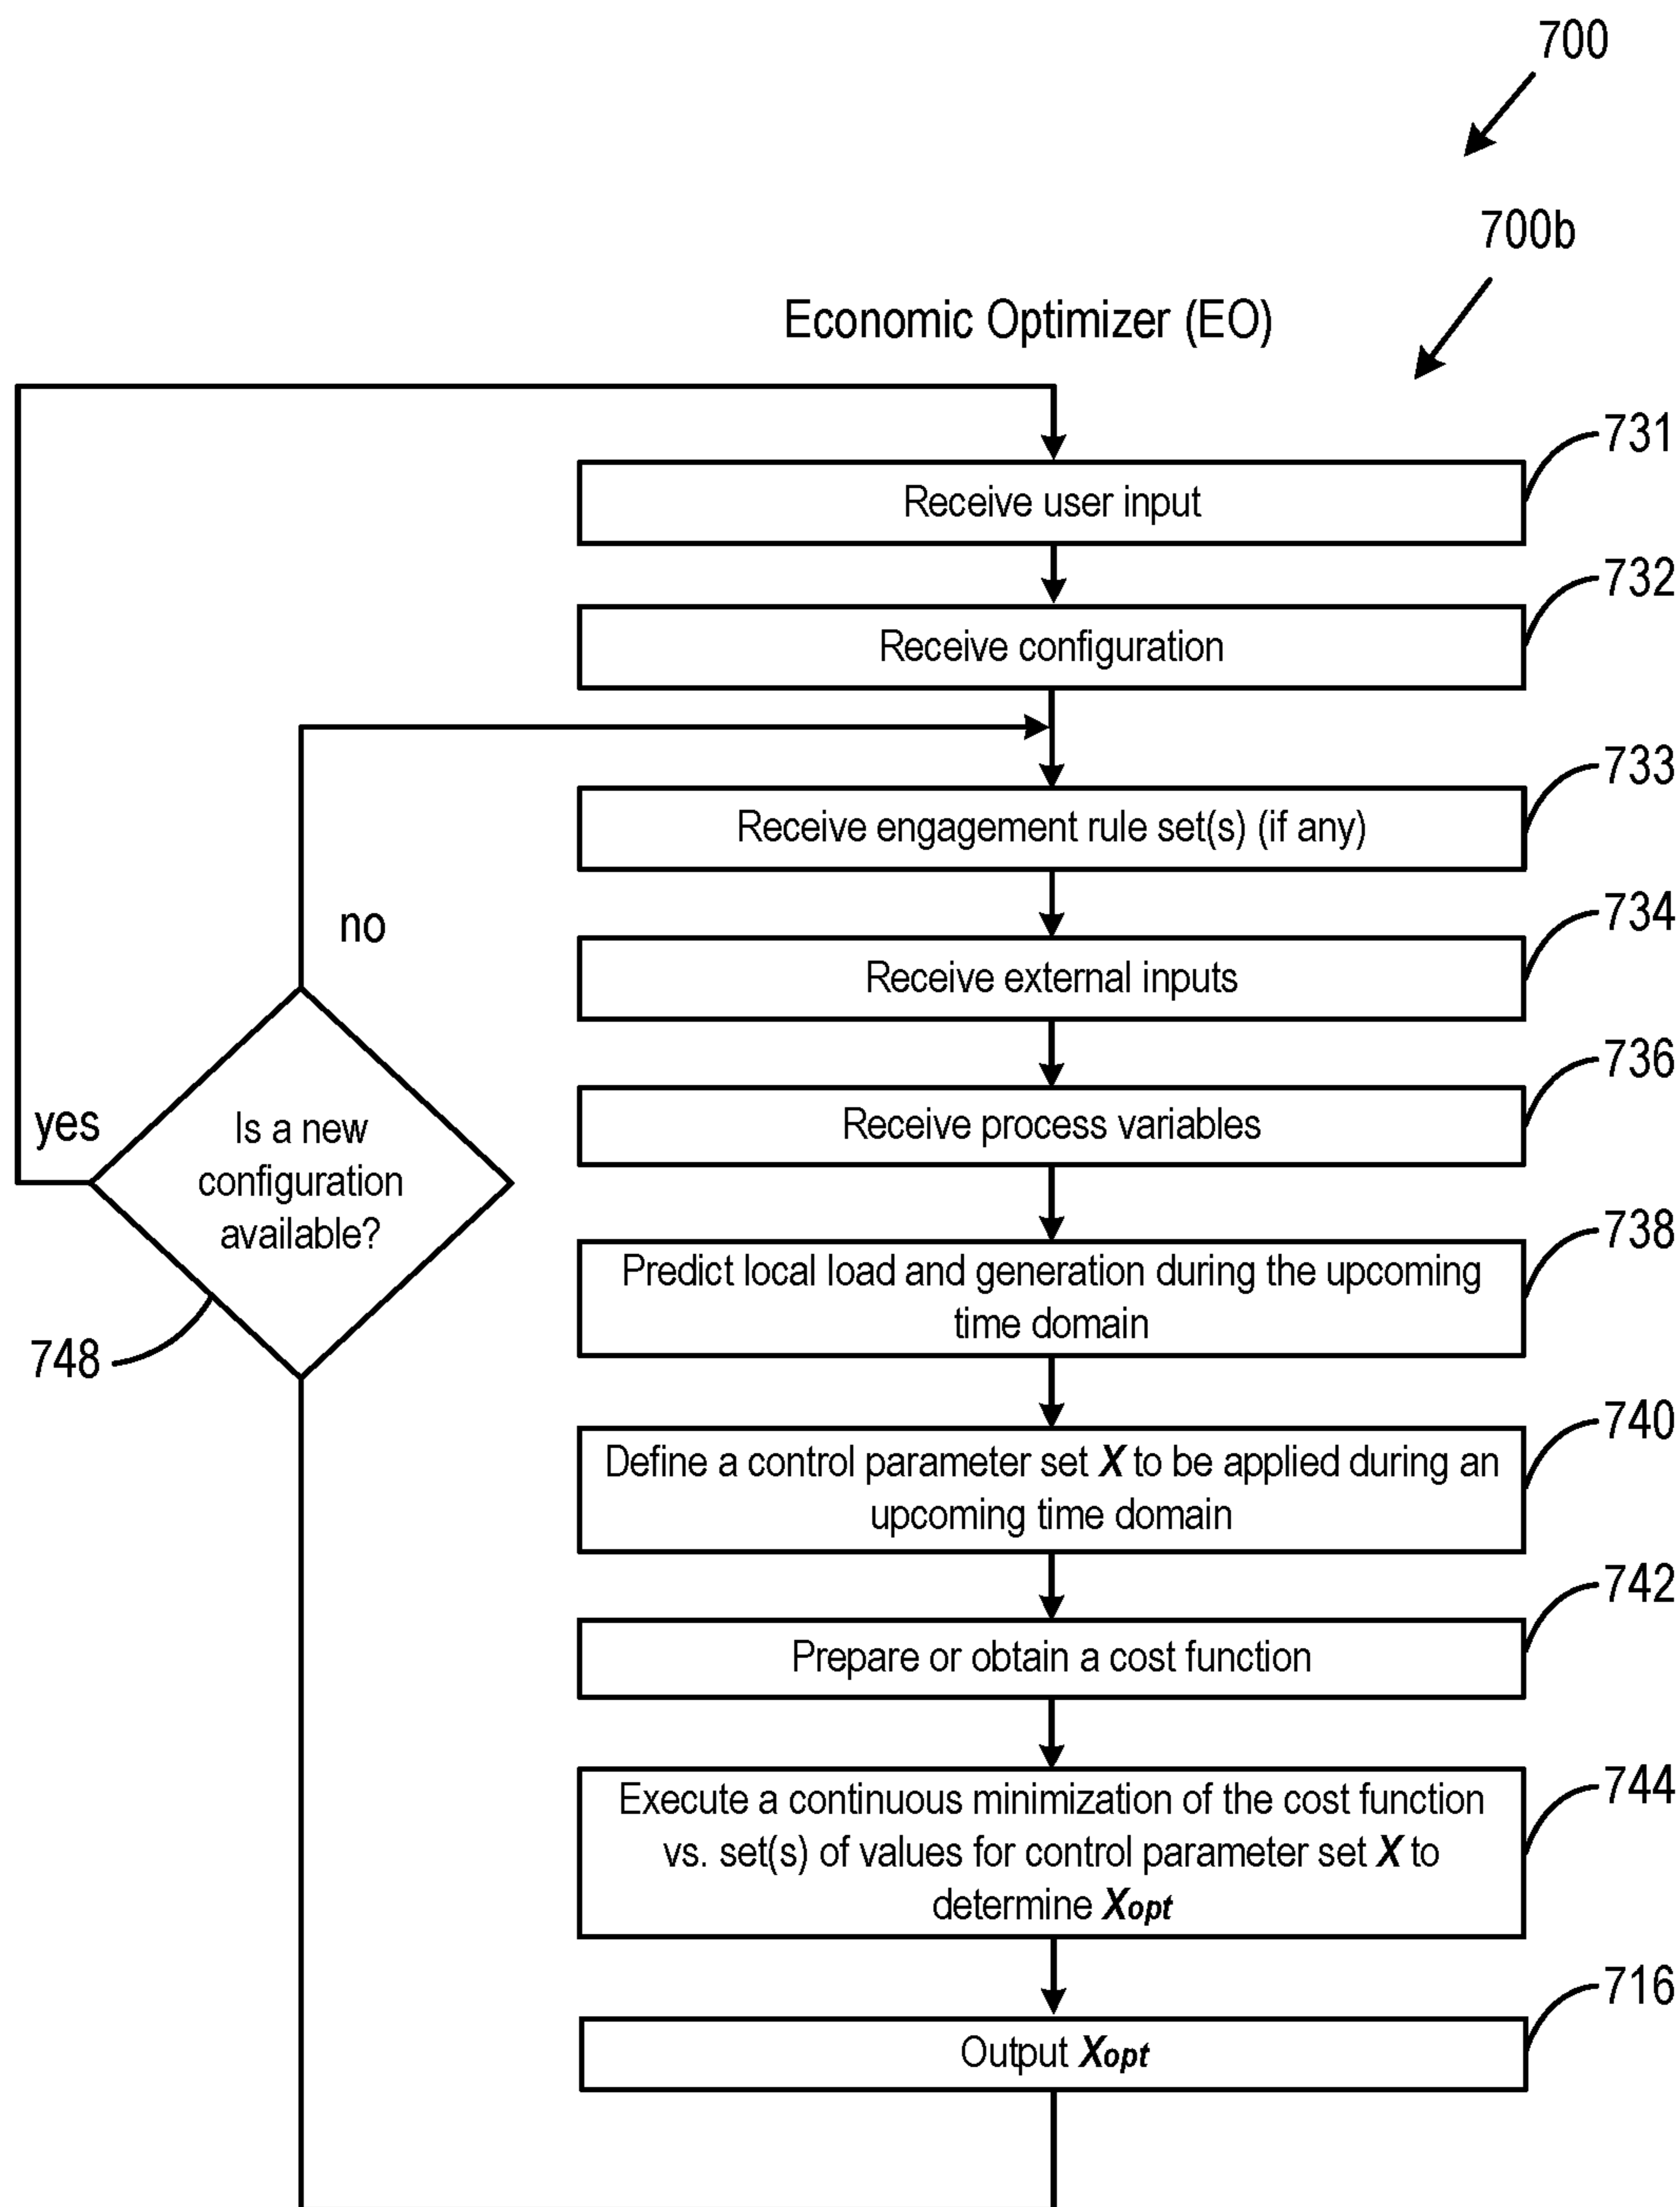 700
700b
Economic Optimizer (EO)
731
Receive user input
732
Receive configuration
733
Receive engagement rule set(s) (if any)
734
no
Receive external inputs
736
yes
Is a new
configuration
available?
Receive process variables
738
Predict local load and generation during the upcoming
time domain
748
740
Define a control parameter set X to be applied during an
upcoming time domain
742
Prepare or obtain a cost function
744
Execute a continuous minimization of the cost function
vs. set(s) of values for control parameter set X to
determine Xopt
716
Output Xopt